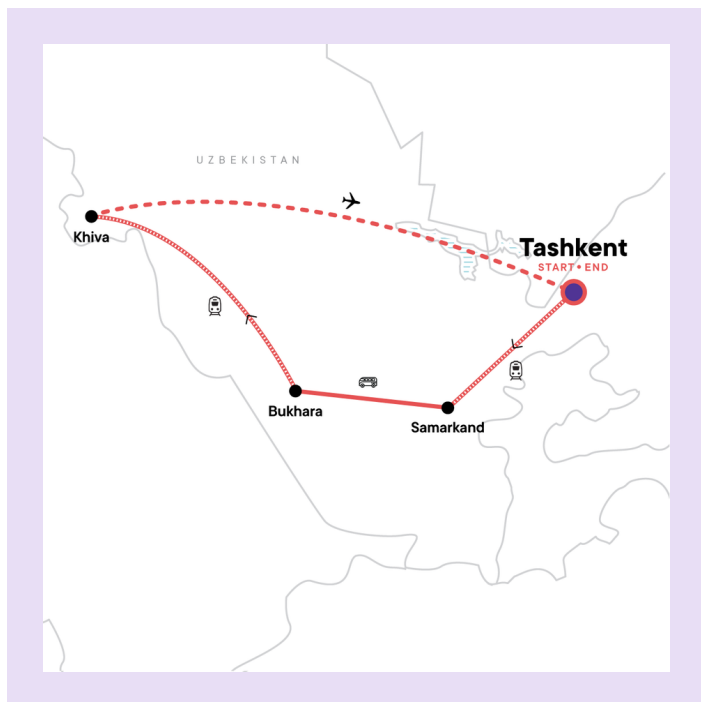 UZBEKISTAN
Khiva
Tashkent
START • END
Bukhara
Samarkand